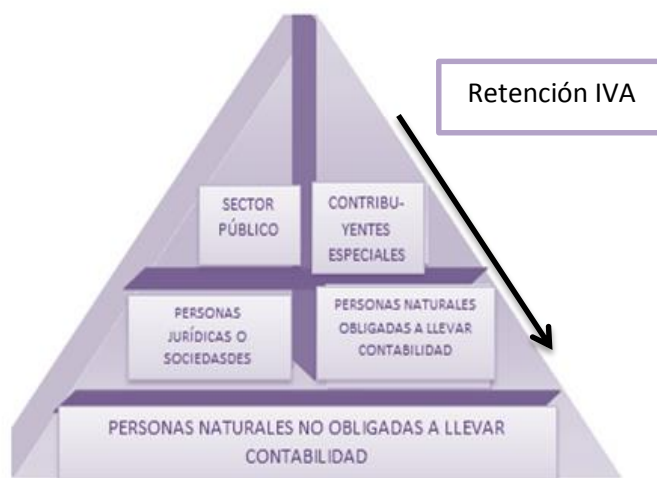 Retención IVA
SECTOR
PÚBLICO
CONTRIBU-
YENTES
ESPECIALES
PERSONAS
JURÍDICAS O
SOCIEDASDES
PERSONAS NATURALES
OBLIGADAS A LLEVAR
CONTABILIDAD
PERSONAS NATURALES NO OBLIGADAS A LLEVAR
CONTABILIDAD